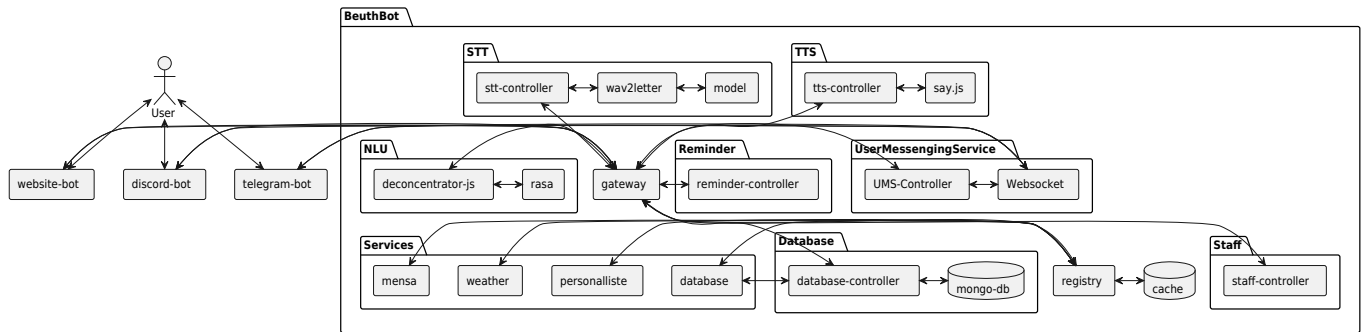 BeuthBot
STT
stt-controller
wav2letter
model
TTS
tts-controller
say.js
User
website-bot
discord-bot
telegram-bot
NLU
deconcentrator-js
rasa
gateway
Reminder
reminder-controller
UserMessengingService
UMS-Controller
Websocket
Services
mensa
weather
personalliste
database
Database
database-controller
mongo-db
registry
cache
Staff
staff-controller